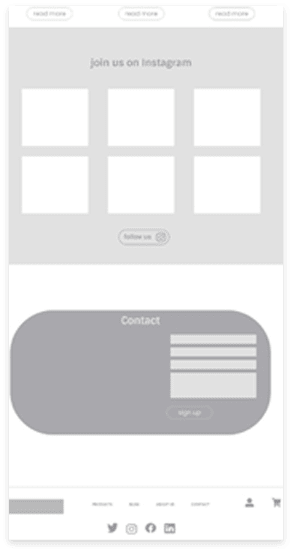 read more read more read more
join us on Instagram
follow us
Contact
sign up
PRODUCTS BLOG ABOUT US CONTACT